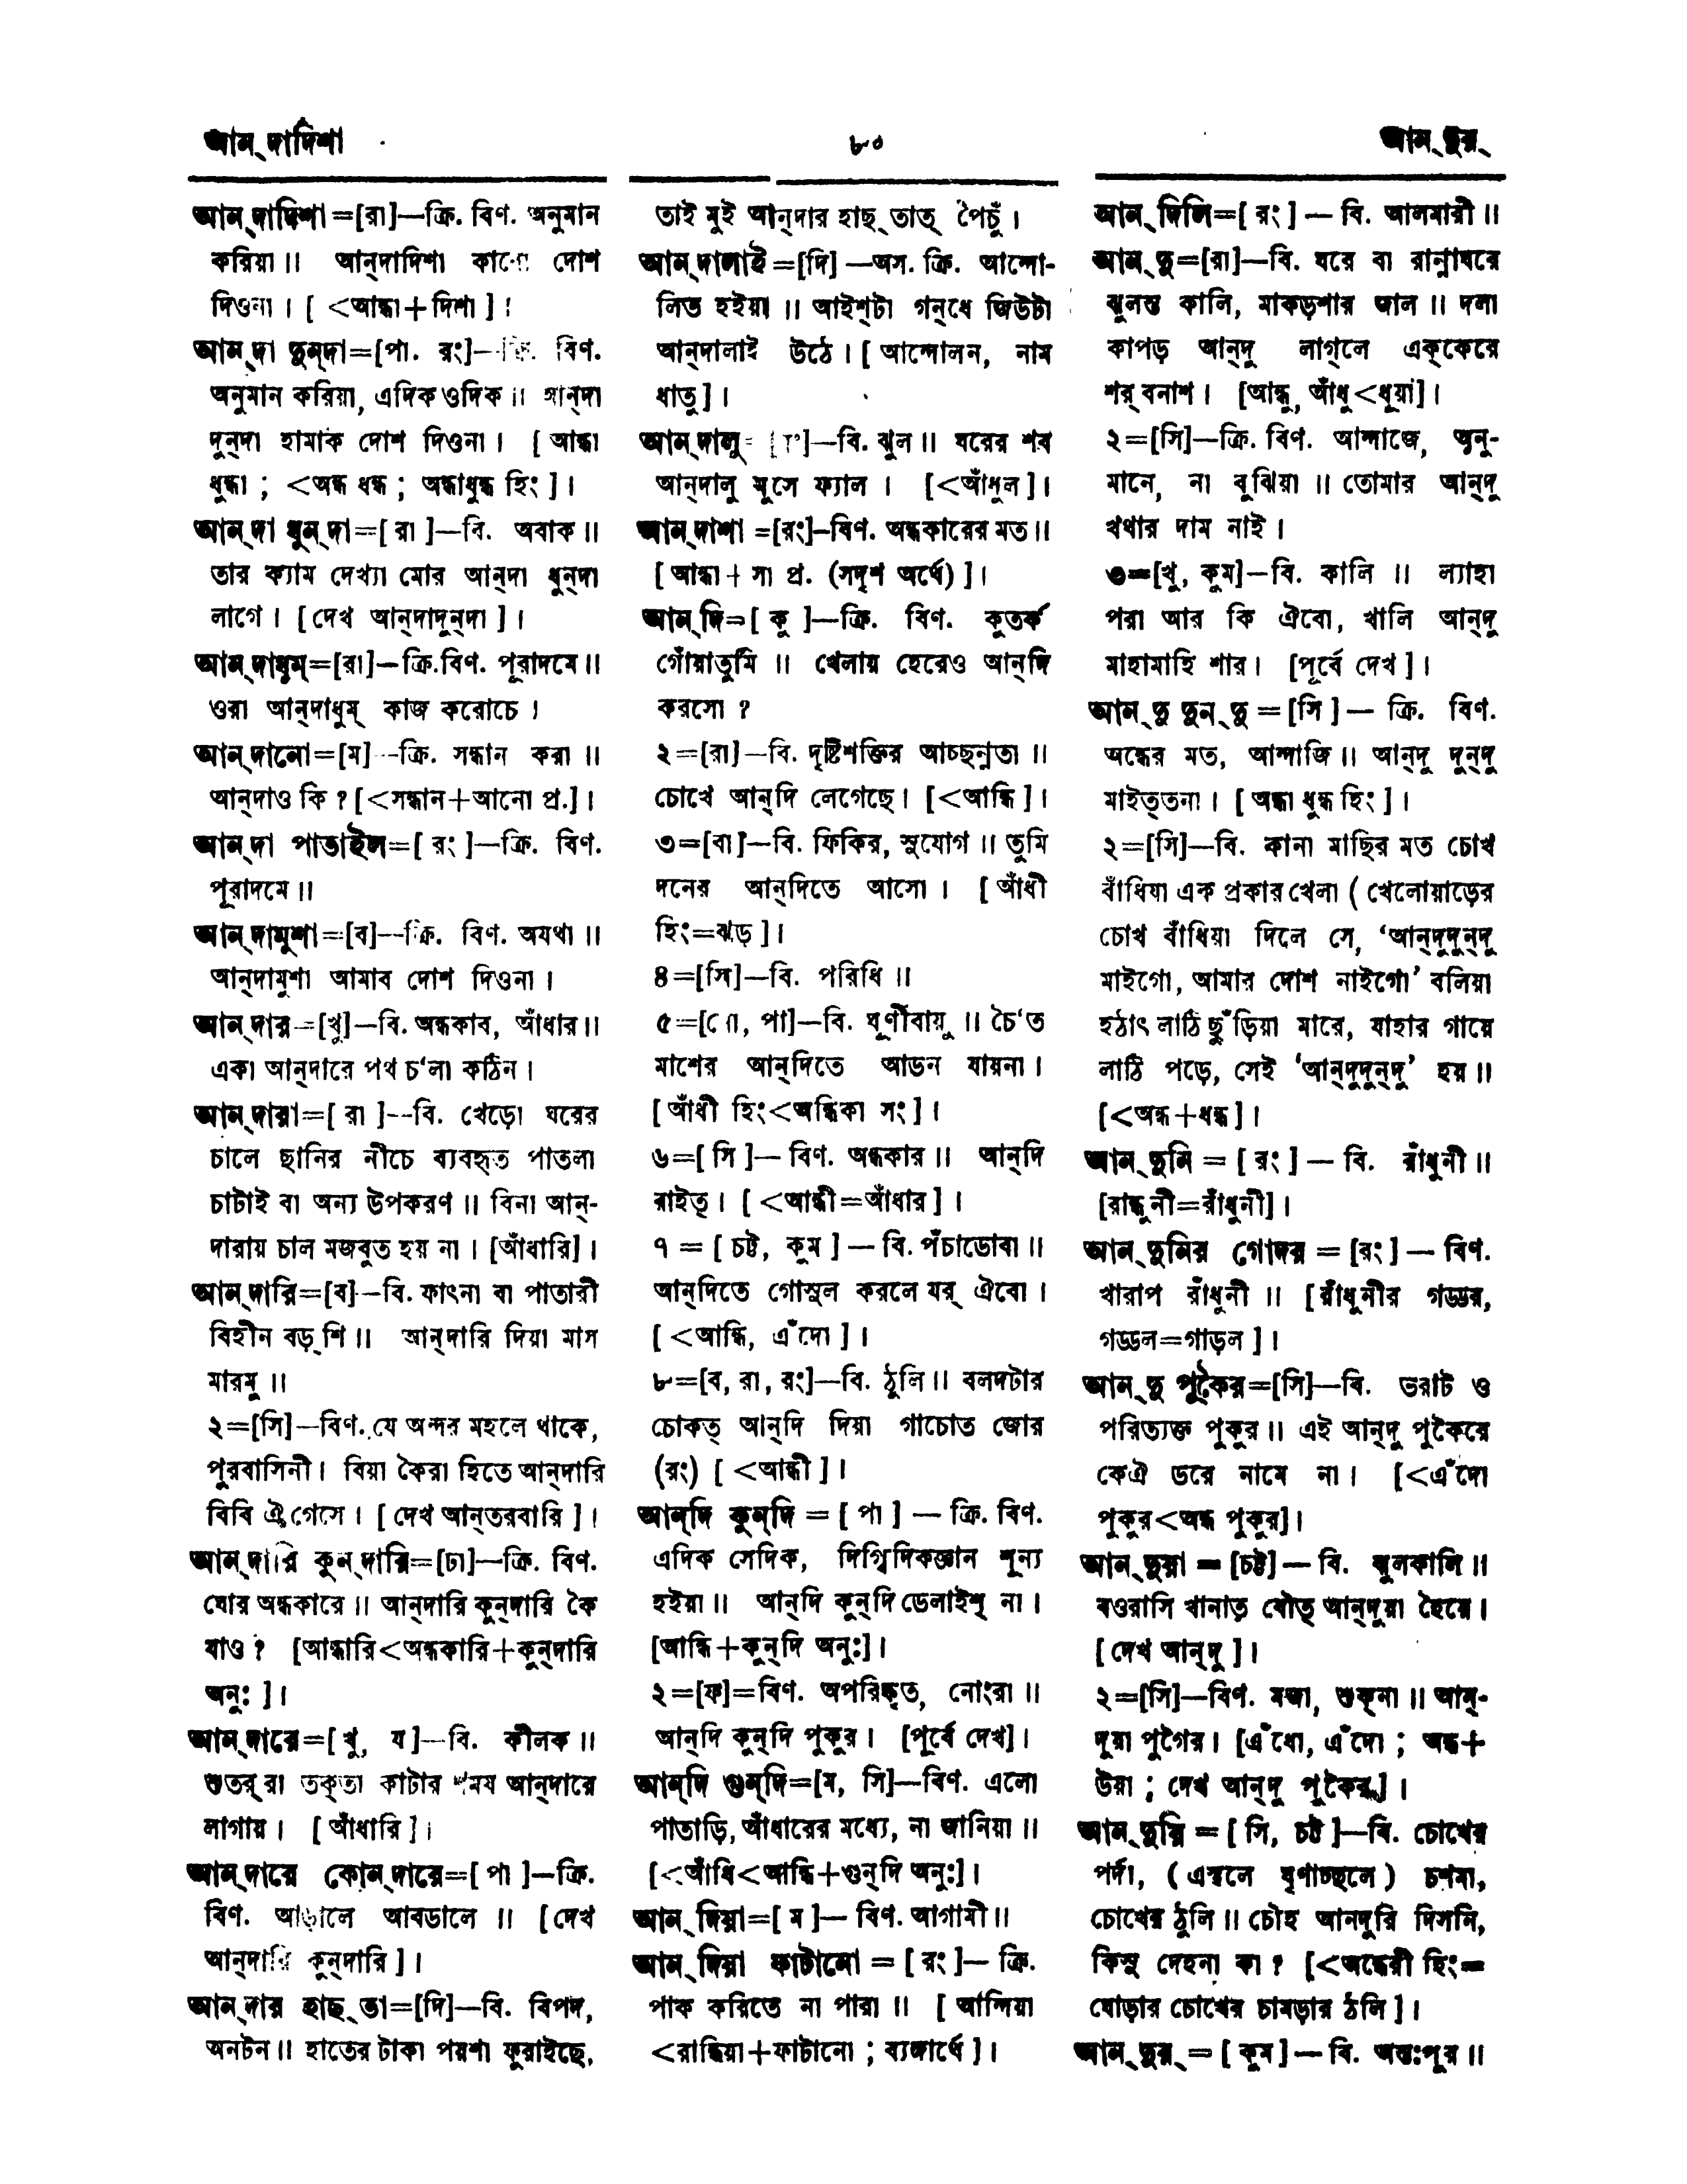 আন্‌দাদিশা
৮০
আন্‌দুর্
আন্‌দাদিশা=[রা]—ক্রি. বিণ. অনুমান
করিয়া॥ আন্‌দাদিশা দোশ
দিওনা। [ <আন্ধা+দিশা ]।
আন্‌দা দুন্‌দা=[পা. রং]—ক্রি. বিণ.
অনুমান করিয়া, এদিক ওদিক॥ আন্‌দা
দুন্‌দা হামাক দোশ দিওনা। [ আন্ধা
ধুন্ধা ; <অন্ধ ধন্ধ ; অন্ধাধুন্ধ হিং ]।
আন্‌দা ধুন্‌দা=[ রা ]—বি. অবাক॥
তার ক্যাম দেখ্যা মোর আন্‌দা ধুন্‌দা
লাগে। [ দেখ আন্‌দাদুন্‌দা ]।
আন্‌দাধুম্=[রা]—ক্রি.বিণ. পূরাদমে॥
ওরা আন্‌দাধুম্ কাজ করোচে।
আন্‌দানো=[ম]—ক্রি. সন্ধান করা॥
আন্‌দাও কি ? [<সন্ধান+আনো প্র.]।
আন্‌দা পাতাইল=[ রং ]—ক্রি. বিণ.
পূরাদমে॥
আন্‌দামুশা=[ব]—ক্রি. বিণ. অযথা॥
আন্‌দামুশা আমাব দোশ দিওনা।
আন্‌দার=[খু]—বি. অন্ধকাব, আঁধার॥
একা আন্‌দারে পথ চ‘লা কঠিন।
আন্‌দারা=[ রা ]—বি. খেড়ো ঘরের
চালে ছানির নীচে ব্যবহৃত পাতলা
চাটাই বা অন্য উপকরণ॥ বিনা আন্‌-
দারায় চাল মজবুত হয় না। [আঁধারি]।
আন্‌দারি=[ব]—বি. ফাৎনা বা পাতারী
বিহীন বড়্‌শি॥ আন্‌দারি দিয়া মাস
মারমু॥
২=[সি]—বিণ. যে অন্দর মহলে থাকে,
পুরবাসিনী। বিয়া কৈরা হিতে আন্‌দারি
বিবি ঐ গেসে। [ দেখ আন্‌তরবারি ]।
আন্‌দারি কুন্‌দারি=[ঢা]—ক্রি. বিণ.
ঘোর অন্ধকারে॥ আন্‌দারি কুন্‌দারি কৈ
যাও ? [আন্ধারি<অন্ধকারি+কুন্‌দারি
অনু: ]।
আন্‌দারে=[ খু, য ]—বি. কীলক॥
শুতর্‌রা তক্‌তা কাটার আন্‌দারে
লাগায়। [ আঁধারি ]।
আন্‌দারে কোন্‌দারে=[ পা ]—ক্রি.
বিণ. আড়ালে আবডালে॥ [ দেখ
আন্‌দারি কুন্‌দারি ]।
আন্‌দার হাছ্‌তা=[দি]—বি. বিপদ,
অনটন॥ হাতের টাকা পয়শা ফুরাইছে,
তাই মুই আন্‌দার হাছ্‌তাত্ পৈচুঁ।
আন্‌দালাই=[দি] —অস. ক্রি. আন্দো-
লিত হইয়া॥ আইশ্‌টা গন্‌ধে জিউটা
আন্‌দালাই উঠে। [ আন্দোলন, নাম
ধাতু ]।
আন্‌দালু= —বি. ঝুল॥ ঘরের শব
আন্‌দালু মুসে ফ্যাল। [<আঁদুল]।
আন্‌দাশা =[রং]—বিণ. অন্ধকারের মত॥
[ আন্ধা+ সা প্র. (সদৃশ অর্থে) ]।
আন্‌দি=[ কু ]—ক্রি. বিণ. কুতর্ক
গোঁয়াতুমি॥ খেলায় হেরেও আন্‌দি
করসো ?
২=[রা]—বি. দৃষ্টিশক্তির আচ্ছন্নতা॥
চোখে আন্‌দি লেগেছে। [<আন্ধি ]।
৩=[বা]—বি. ফিকির, সুযোগ॥ তুমি
দনের আন্‌দিতে আসো। [ আঁধী
হিং=ঝড় ]।
৪=[সি]—বি. পরিধি॥
৫= —বি. ঘূর্ণীবায়ু॥ চৈ‘ত
মাশের আন্‌দিতে আডন যায়না।
[ আঁধী হিং<অন্ধিকা সং ]।
৬=[ সি ]— বিণ. অন্ধকার॥ আন্‌দি
রাইত্। [ <আন্ধী=আঁধার ]।
৭ = [ চট্ট, কুম ] — বি. পঁচাডোবা॥
আন্‌দিতে গোসুল করলে যর্ ঐবো।
[ <আন্ধি, এঁদো ]।
৮=[ব, রা, রং]—বি. ঠুলি॥ বলদটার
চোকত্ আন্‌দি দিয়া গাচোত জোর
(রং) [ <আন্ধী ]।
আন্‌দি কুন্‌দি = [ পা ] — ক্রি. বিণ.
এদিক সেদিক, দিগ্বিদিকজ্ঞান শূন্য
হইয়া॥ আন্‌দি কুন্‌দি ডেলাইশ্ না।
[আন্ধি+কুন্‌দি অনু:]।
২=[ফ]=বিণ. অপরিষ্কৃত, নোংরা॥
আন্‌দি কুন্‌দি পুকুর। [পূর্বে দেখ]।
আন্‌দি গুন্‌দি=[ম, সি]—বিণ. এলো
পাতাড়ি, আঁধারের মধ্যে, না জানিয়া॥
[<আঁধি<আন্ধি+গুন্‌দি অনু:]।
আন্‌দিয়া=[ ম ]— বিণ. আগামী॥
আন্‌দিয়া ফাটানো = [ রং ]— ক্রি.
পাক করিতে না পারা॥ [ আন্দিয়া
<রান্ধিয়া+ফাটানো ; ব্যঙ্গার্থে ]।
আন্‌দিলি=[ রং ] — বি. আলমারী॥
আন্‌দু=[রা]—বি. ঘরে বা রান্নাঘরে
ঝুলন্ত কালি, মাকড়শার জাল॥ দলা
কাপড় আন্‌দু লাগ্‌লে এক্‌কেরে
শর্‌বনাশ। [আন্ধু, আঁধু<ধূয়া]।
২=[সি]—ক্রি. বিণ. আন্দাজে, অনু-
মানে, না বুঝিয়া॥ তোমার আন্‌দু
খথার দাম নাই।
৩=[খু, কুম]—বি. কালি॥ ল্যাহা
পরা আর কি ঐবো, খালি আন্‌দু
মাহামাহি শার। [পূর্বে দেখ ]।
আন্‌দু দুন্‌দু = [সি ] — ক্রি. বিণ.
অন্ধের মত, আন্দাজি॥ আন্‌দু দুন্‌দু
মাইত্‌তনা। [ অন্ধা ধুন্ধ হিং ]।
২=[সি]—বি. কানা মাছির মত চোখ
বাঁধিযা এক প্রকার খেলা ( খেলোয়াড়ের
চোখ বাঁধিয়া দিলে সে, ‘আন্‌দুদুন্‌দু
মাইগো, আমার দোশ নাইগো’ বলিয়া
হঠাৎ লাঠি ছুঁড়িয়া মারে, যাহার গায়ে
লাঠি পড়ে, সেই ‘আন্‌দুদুন্‌দু’ হয়॥
[<অন্ধ+ধন্ধ ]।
আন্‌দুনি = [ রং ] — বি. রাঁধুনী॥
[রান্ধুনী=রাঁধুনী]।
আন্‌দুনির গোদর = [রং ] — বিণ.
খারাপ রাঁধুনী॥ [রাঁধুনীর গড্ডর,
গড্ডল=গাড়ল ]।
আন্‌দু পুকৈর=[সি]—বি. ভরাট ও
পরিত্যক্ত পুকুর॥ এই আন্‌দু পুকৈরে
কেঐ ডরে নামে না। [<এঁদো
পুকুর<অন্ধ পুকুর]।
আন্‌দুয়া = [চট্ট] — বি. ঝুলকালি॥
বওরাসি খানাত্ বৌত্ আন্‌দুয়া হৈয়ে।
[ দেখ আন্‌দু ]।
২=[সি]—বিণ. মজা, শুক্‌না॥ আন্‌-
দুয়া পুগৈর। [এঁধো, এঁদো ; অন্ধ+
উয়া ; দেখ আন্‌দু পুকৈর]।
আন্‌দুরি = [ সি, চট্ট ]—বি. চোখের
পর্দা, ( এস্থলে ঘৃণাচ্ছলে ) চশমা,
চোখের ঠুলি॥ চৌহ আনদুরি দিসনি,
কিস্সু দেহনা কা ? [<অন্ধেরী হিং=
ঘোড়ার চোখের চামড়ার ঠলি ]।
আন্‌দুর্ = [ কুম ] — বি. অন্তঃপুর॥